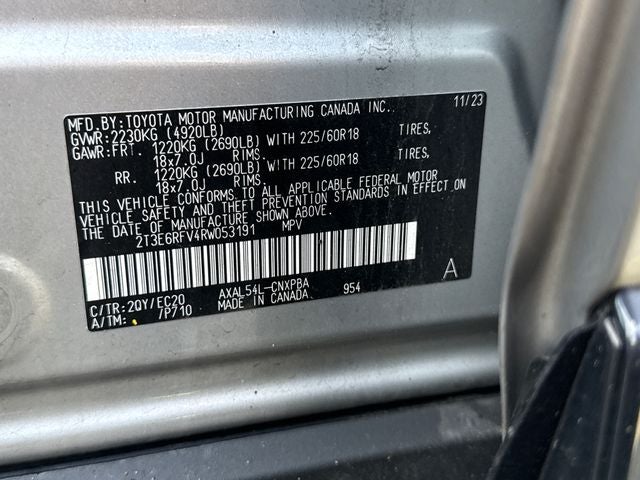 MFD.BY:TOYOTA MOTOR MANUFACTURING CANADA INC. 11/23
GVWR:2230KG (4920LB)
GAWR:FRT. 1220KG (2690LB) WITH 225/60R18 TIRES,
18x7.0J RIMS.
RR. 1220KG (2690LB) WITH 225/60R18 TIRES,
18x7.0J RIMS.
THIS VEHICLE CONFORMS TO ALL APPLICABLE FEDERAL MOTOR
VEHICLE SAFETY AND THEFT PREVENTION STANDARDS IN EFFECT ON
THE DATE OF MANUFACTURE SHOWN ABOVE.
2T3E6RFV4RW053191 MPV
A
C/TR:2QY/EC20 AXAL54L-CNXPBA 954
A/TM: /P710 MADE IN CANADA